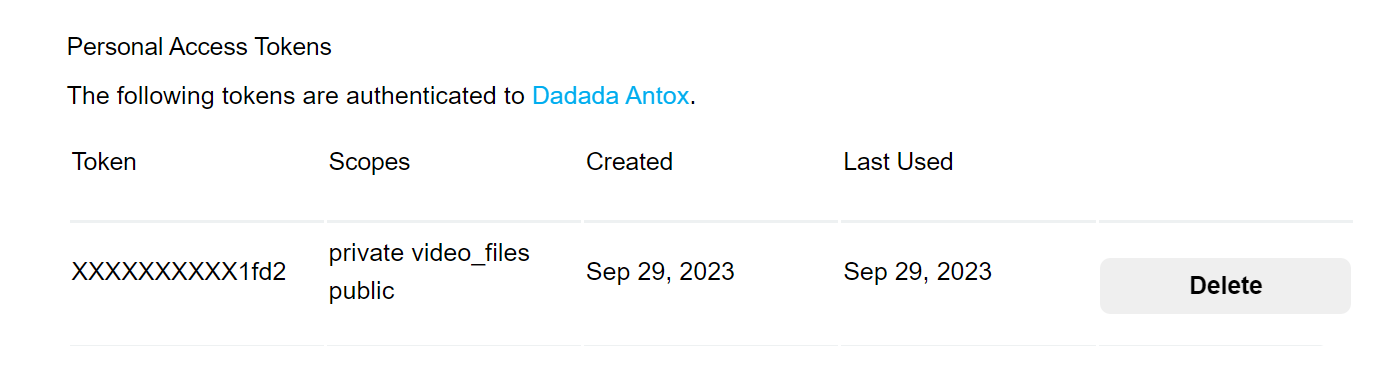 Personal Access Tokens
The following tokens are authenticated to Dadada Antox.
Token Scopes Created Last Used
XXXXXXXXXX1fd2 private video_files public Sep 29, 2023 Sep 29, 2023 Delete